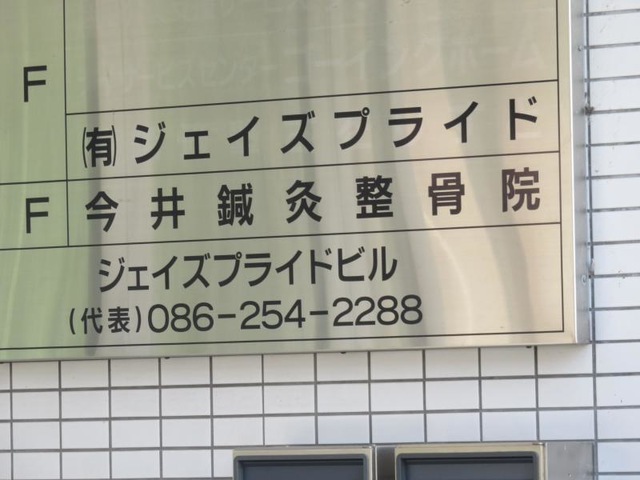 F
㈲ジェイズプライド
F 今井鍼灸整骨院
ジェイズプライドビル
(代表)086-254-2288